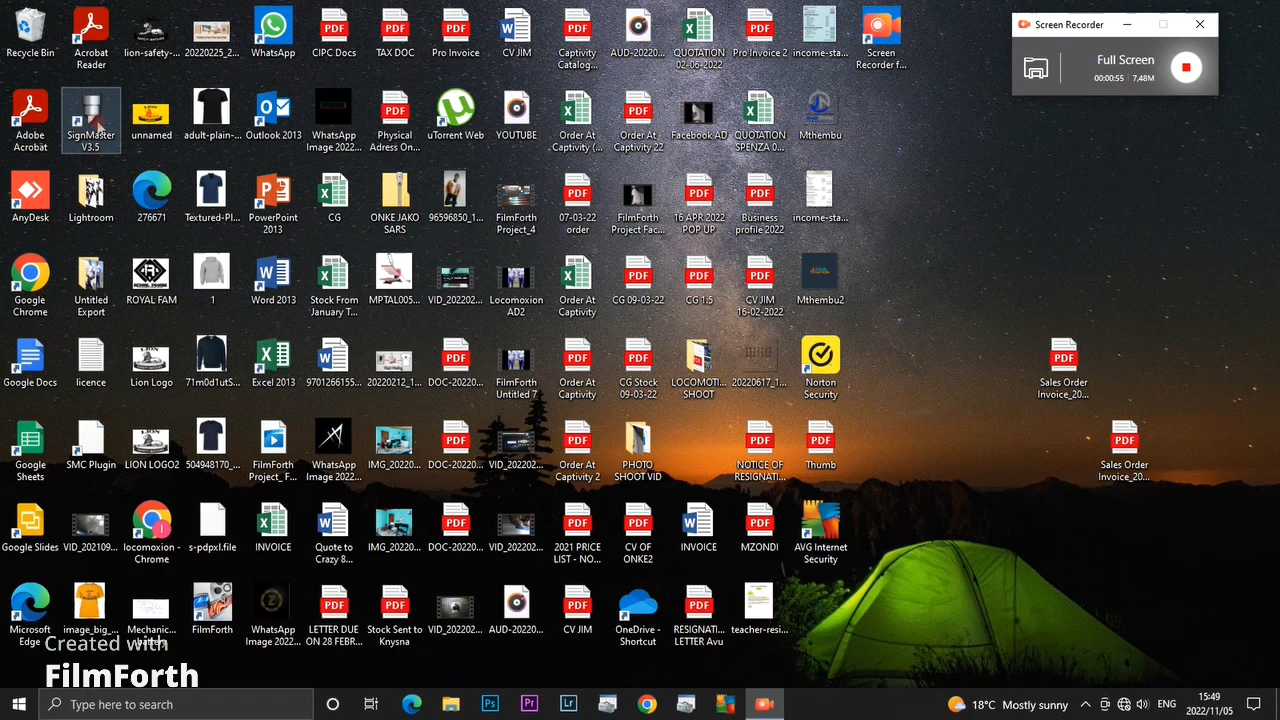 Screen Recorder
Full Screen
00:00:55 7,48M
Recycle Bin
Acrobat Reader
20220225_2...
WhatsApp
CIPC Docs
TAX DOC
Pro Invoice
CV JIM
Captivity Catalog...
AUD-20220...
QUOTATION 02-06-2022
Pro Invoice 2
income-sta...
Screen Recorder f...
Adobe Acrobat
V3.5
unnamed
adult-plain-...
Outlook 2013
WhatsApp Image 2022...
Physical Adress On...
uTorrent Web
YOUTUBE
Order At Captivity (...
Order At Captivity 22
Facebook AD
QUOTATION SPENZA 0...
Mthembu
AnyDesk
Lightroom
276671
Textured-Pl...
PowerPoint 2013
CG
ONKE JAKO SARS
96596850_1...
FilmForth Project_4
07-03-22 order
FilmForth Project Fac...
16 APR 2022 POP UP
Business profile 2022
income-sta...
Google Chrome
Untitled Export
ROYAL FAM
1
Word 2013
Stock From January T...
MPTAL005...
VID_202202...
Locomoxion AD2
Order At Captivity
CG 09-03-22
CG 1.5
CV JIM 16-02-2022
Mthembu2
Google Docs
licence
Lion Logo
71m0d1utS...
Excel 2013
9701266155...
20220212_1...
DOC-20220...
FilmForth Untitled 7
Order At Captivity
CG Stock 09-03-22
LOCOMOTI... SHOOT
20220617_1...
Norton Security
Sales Order Invoice_20...
Google Sheets
LION LOGO2
504948170_...
FilmForth Project_ F...
WhatsApp Image 2022...
IMG_20220...
DOC-20220...
VID_202202...
Order At Captivity 2
PHOTO SHOOT VID
NOTICE OF RESIGNATI...
Thumb
Sales Order Invoice_20...
locomoxion - Chrome
s-pdpxl.file
INVOICE
Quote to Crazy 8...
IMG_20220...
DOC-20220...
VID_202202...
2021 PRICE LIST - NO...
CV OF ONKE2
INVOICE
MZONDI
AVG Internet Security
Microsoft Edge
image_big_...
Mechanic...
FilmForth
WhatsApp Image 2022...
LETTER DUE ON 28 FEBR...
Stock Sent to Knysna
VID_202202...
AUD-20220...
CV JIM
OneDrive - Shortcut
RESIGNATI... LETTER Avu
teacher-resi...
Created with
FilmForth
Type here to search
18°C Mostly sunny
ENG
15:49
2022/11/05